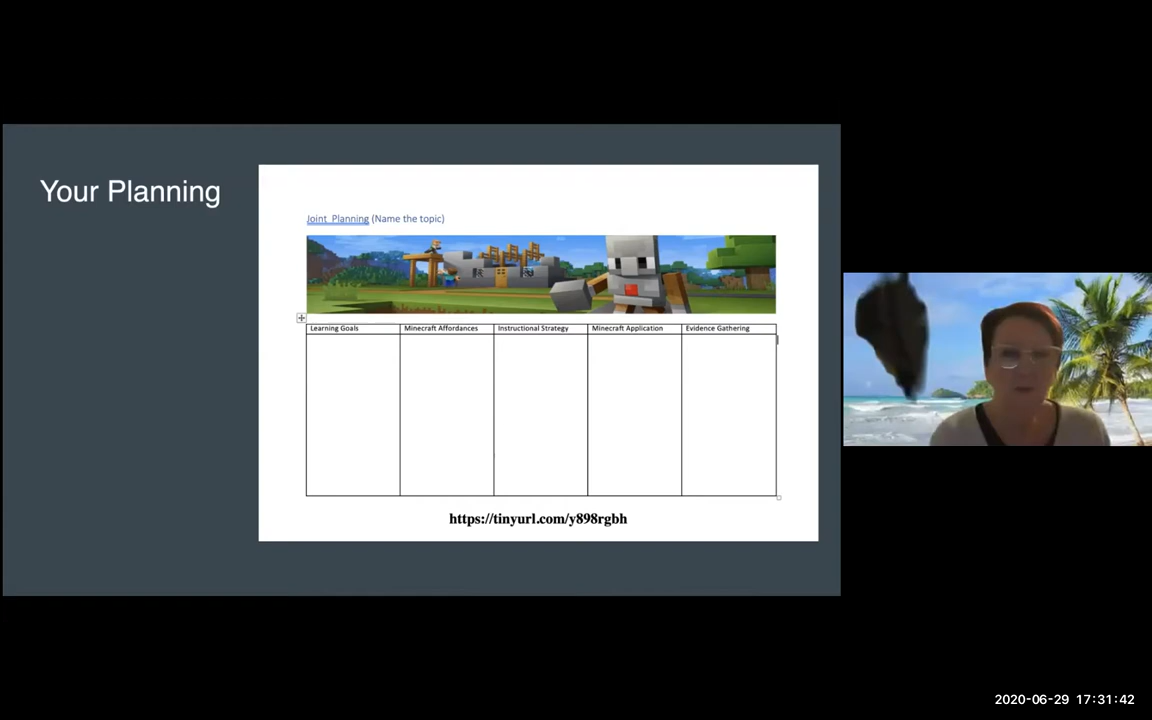 Your Planning
Joint Planning (Name the topic)
Learning Goals Minecraft Affordances Instructional Strategy Minecraft Application Evidence Gathering
https://tinyurl.com/y898rgbh
2020-06-29 17:31:42